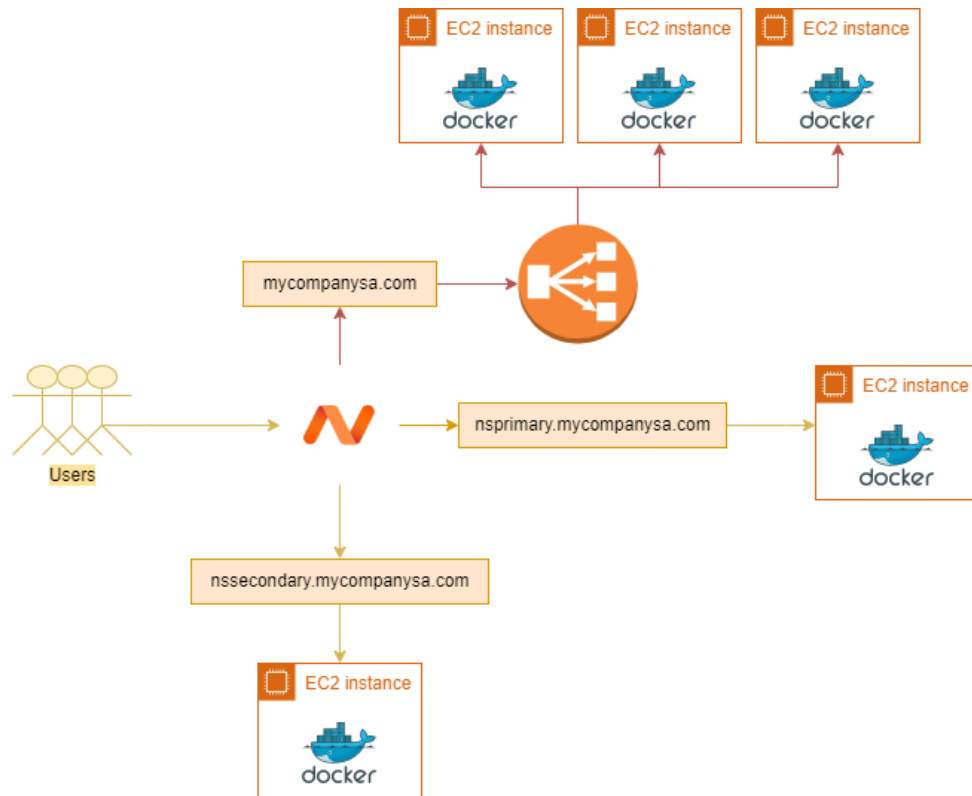 EC2 instance
EC2 instance
EC2 instance
docker
docker
docker
mycompanysa.com
EC2 instance
nsprimary.mycompanysa.com
docker
Users
nssecondary.mycompanysa.com
EC2 instance
docker